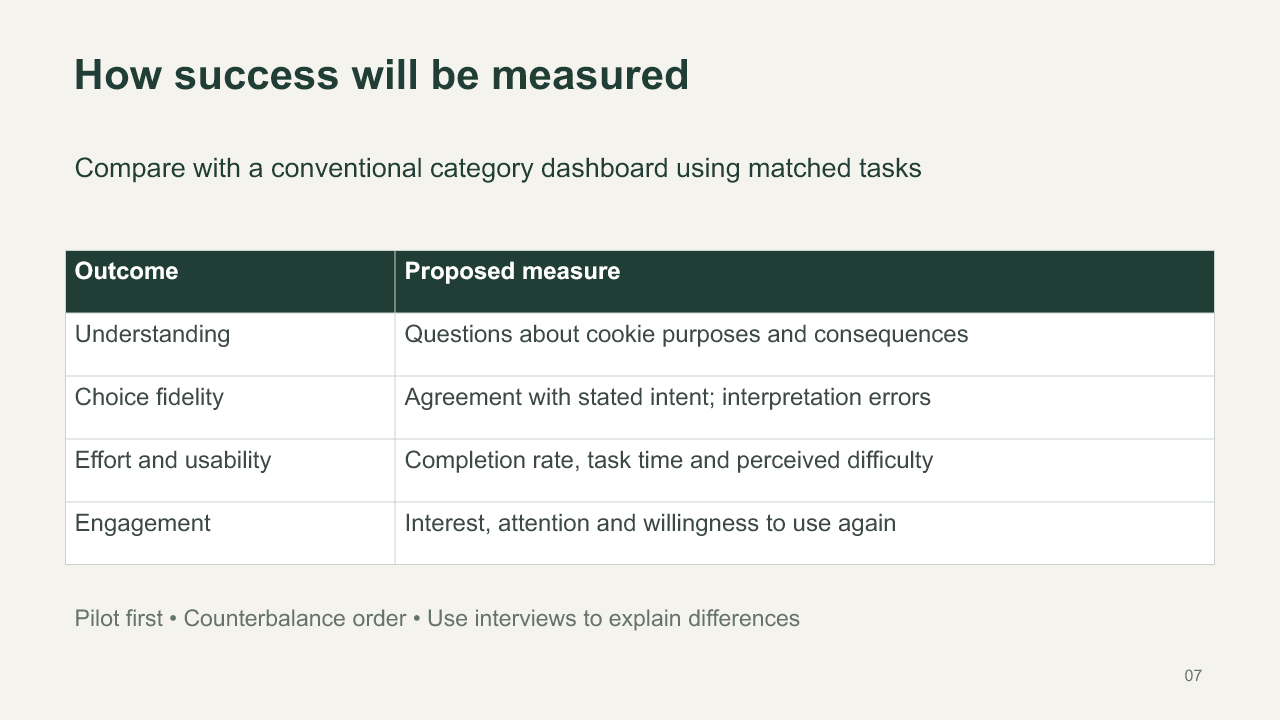 How success will be measured
Compare with a conventional category dashboard using matched tasks
Outcome Proposed measure
Understanding Questions about cookie purposes and consequences
Choice fidelity Agreement with stated intent; interpretation errors
Effort and usability Completion rate, task time and perceived difficulty
Engagement Interest, attention and willingness to use again
Pilot first • Counterbalance order • Use interviews to explain differences
07